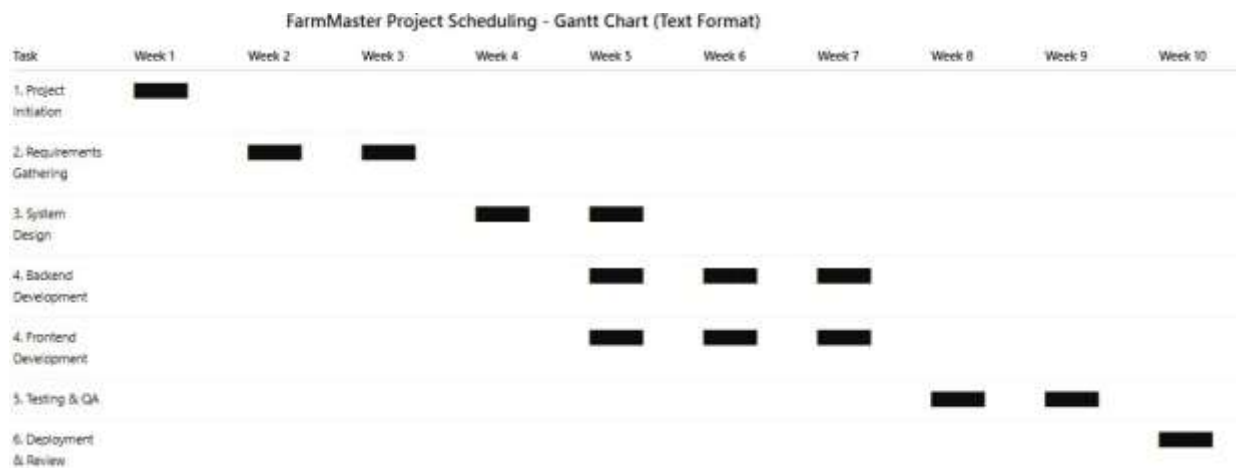 FarmMaster Project Scheduling - Gantt Chart (Text Format)
Task Week 1 Week 2 Week 3 Week 4 Week 5 Week 6 Week 7 Week 8 Week 9 Week 10
1. Project
Initiation
2. Requirements
Gathering
3. System
Design
4. Backend
Development
4. Frontend
Development
5. Testing & QA
6. Deployment
& Review